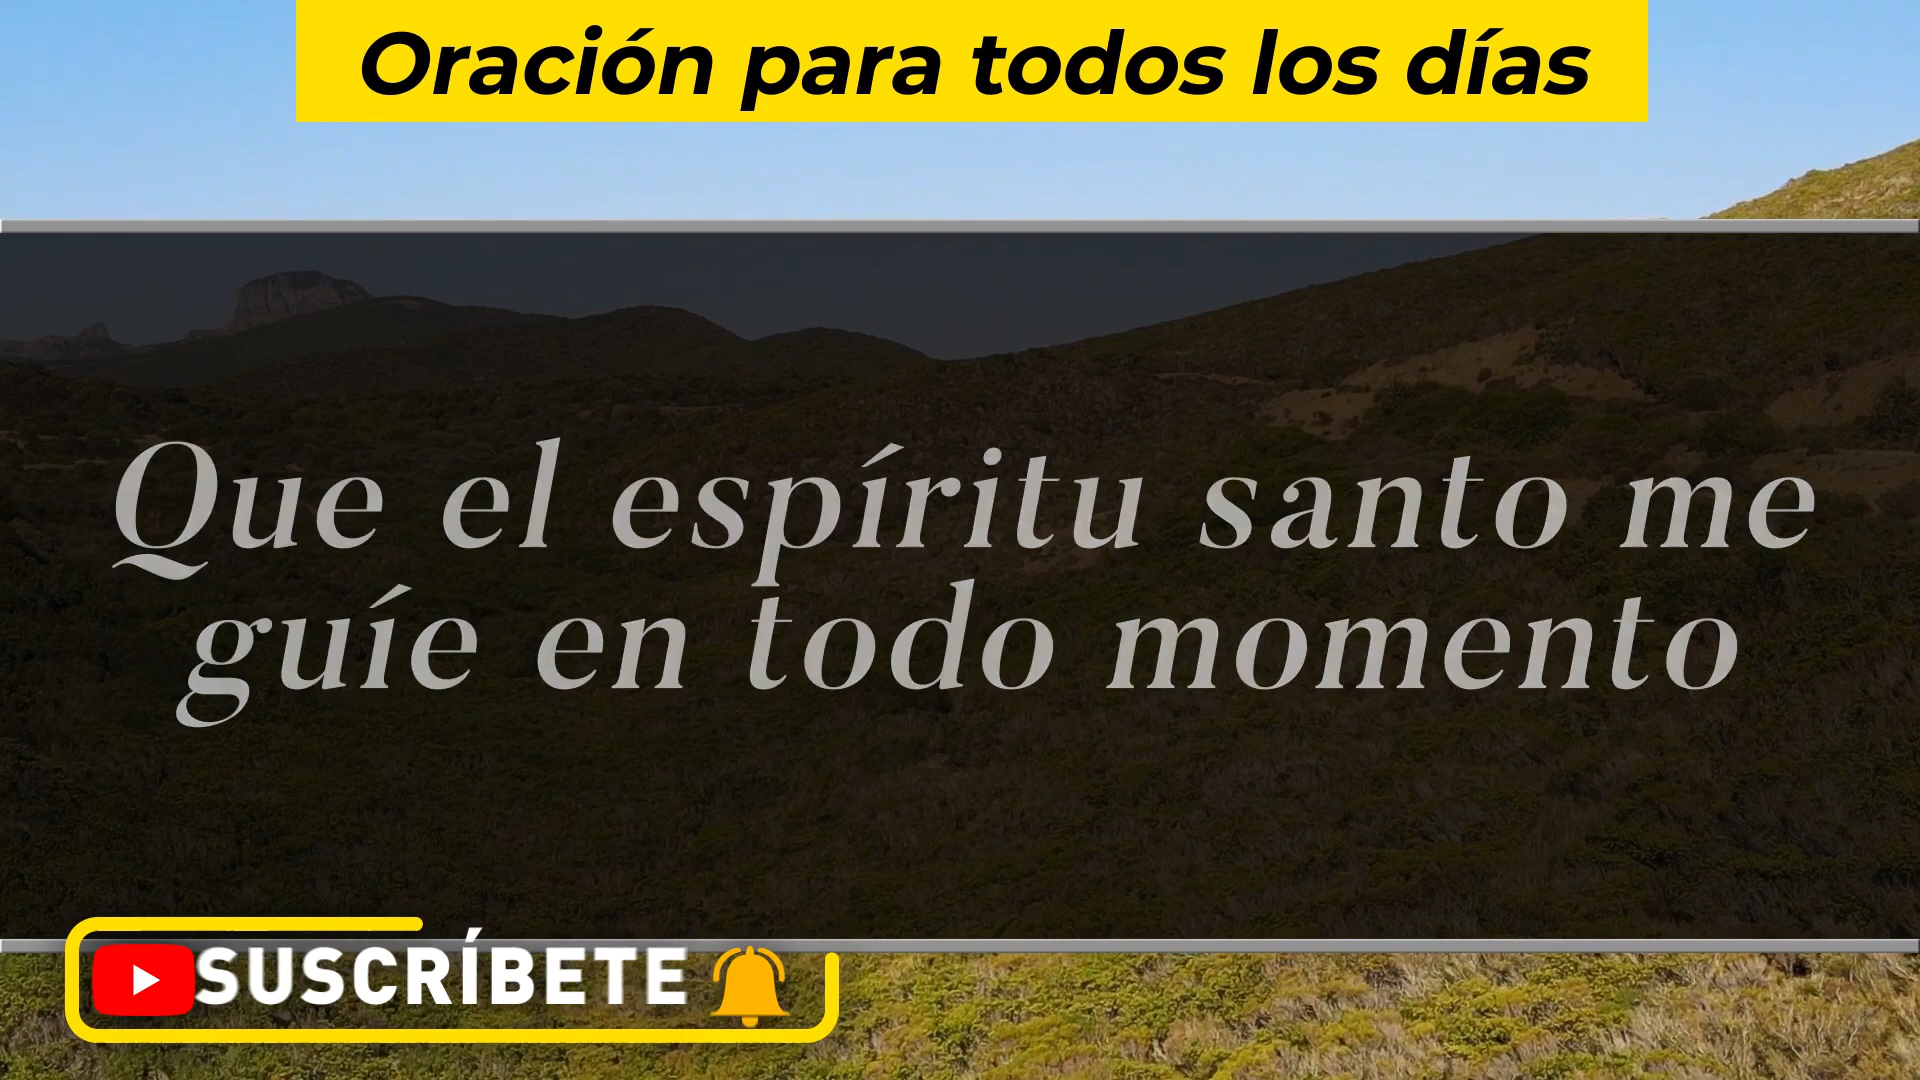 Oración para todos los días
Que el espíritu santo me
guíe en todo momento
SUSCRÍBETE